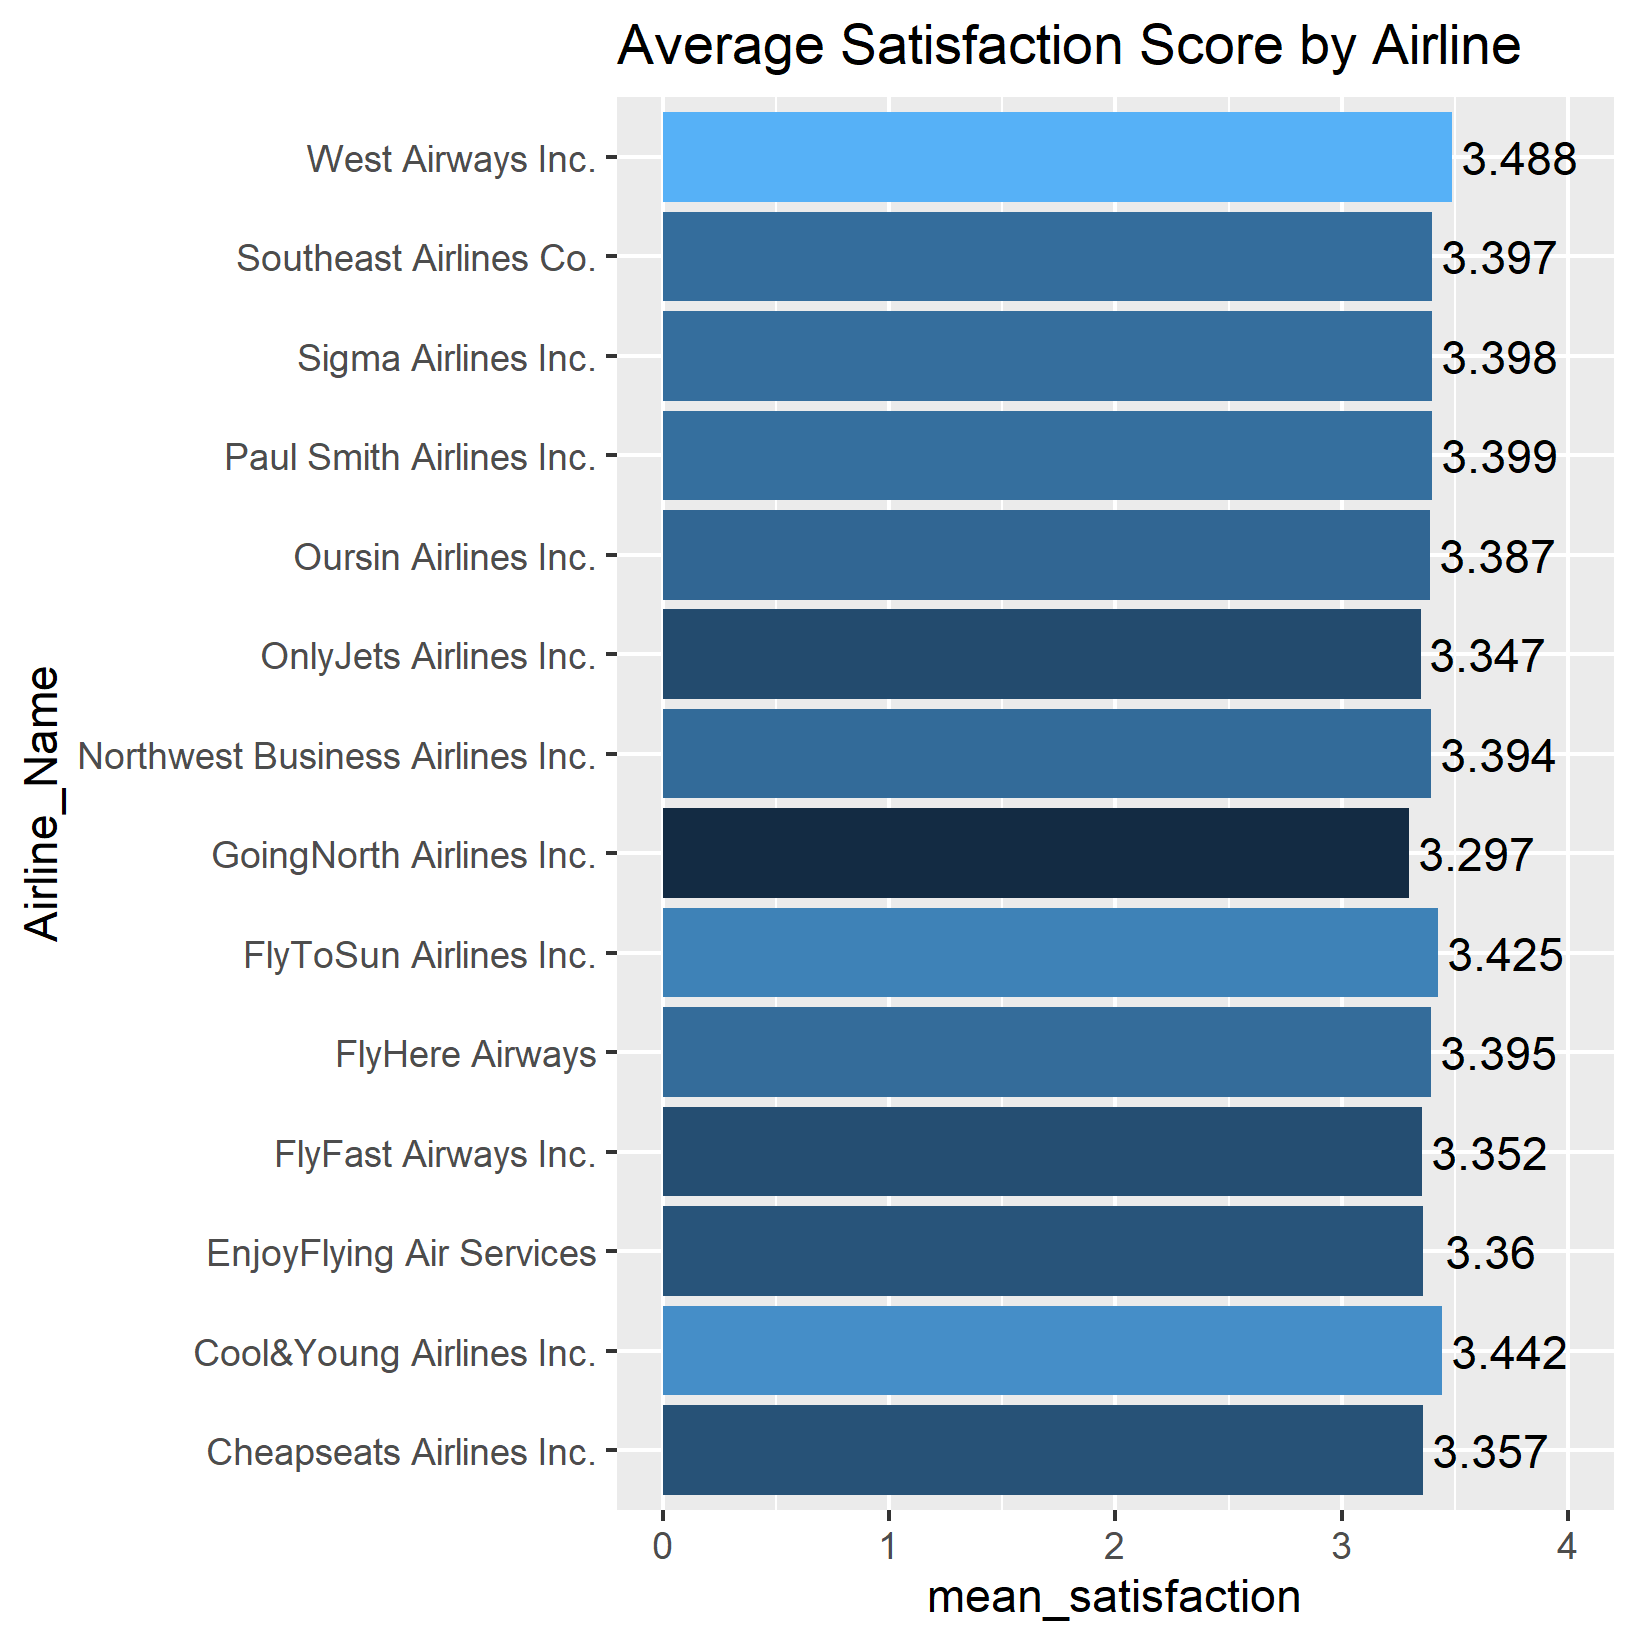 Average Satisfaction Score by Airline
Airline_Name
West Airways Inc. 3.488
Southeast Airlines Co. 3.397
Sigma Airlines Inc. 3.398
Paul Smith Airlines Inc. 3.399
Oursin Airlines Inc. 3.387
OnlyJets Airlines Inc. 3.347
Northwest Business Airlines Inc. 3.394
GoingNorth Airlines Inc. 3.297
FlyToSun Airlines Inc. 3.425
FlyHere Airways 3.395
FlyFast Airways Inc. 3.352
EnjoyFlying Air Services 3.36
Cool&Young Airlines Inc. 3.442
Cheapseats Airlines Inc. 3.357
0 1 2 3 4
mean_satisfaction